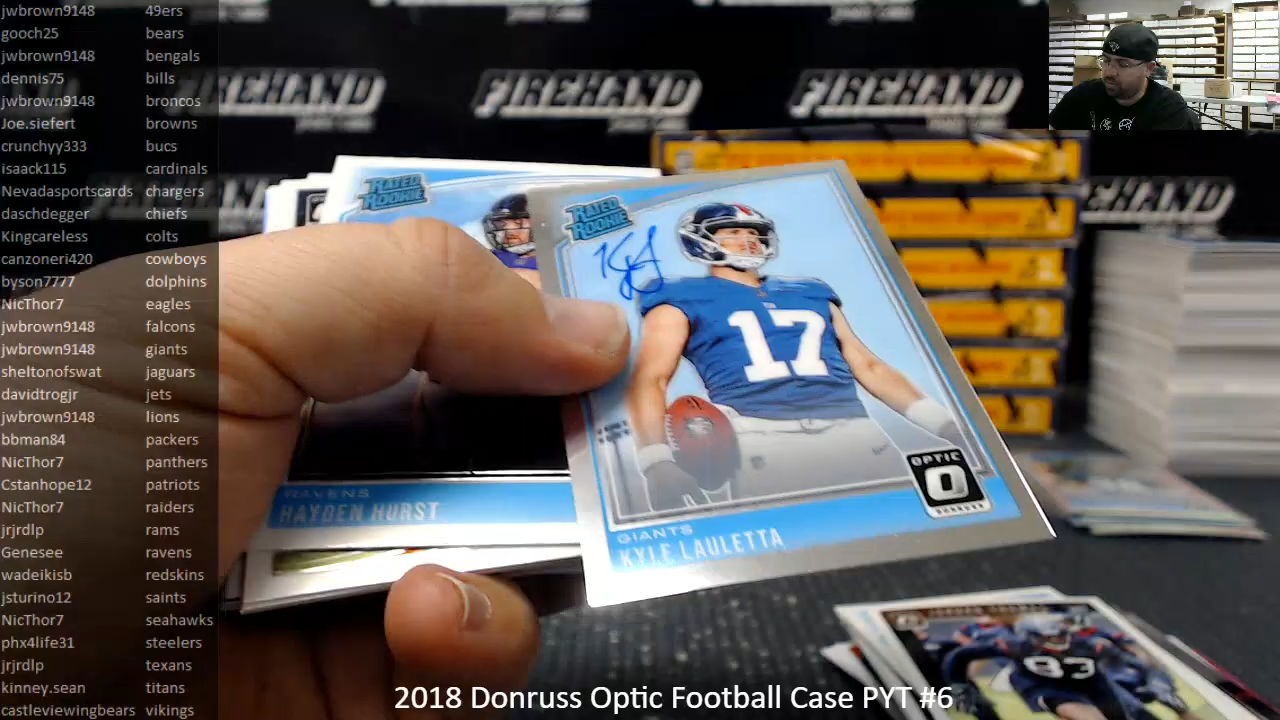 jwbrown9148 49ers
gooch25 bears
jwbrown9148 bengals
dennis75 bills
jwbrown9148 broncos
Joe.siefert browns
crunchyy333 bucs
isaack115 cardinals
Nevadasportscards chargers
daschdegger chiefs
Kingcareless colts
canzoneri420 cowboys
byson7777 dolphins
NicThor7 eagles
jwbrown9148 falcons
jwbrown9148 giants
sheltonofswat jaguars
davidtrogjr jets
jwbrown9148 lions
bbman84 packers
NicThor7 panthers
Cstanhope12 patriots
NicThor7 raiders
jrjrdlp rams
Genesee ravens
wadeikisb redskins
jsturino12 saints
NicThor7 seahawks
phx4life31 steelers
jrjrdlp texans
kinney.sean titans
castleviewingbears vikings
FIREHAND
FIREHAND
FIREHAND
RATED
ROOKIE
RATED
ROOKIE
17
OPTIC
O
DONRUSS
GIANTS
KYLE LAULETTA
RAVENS
HAYDEN HURST
JORDAN THOMAS
83
2018 Donruss Optic Football Case PYT #6